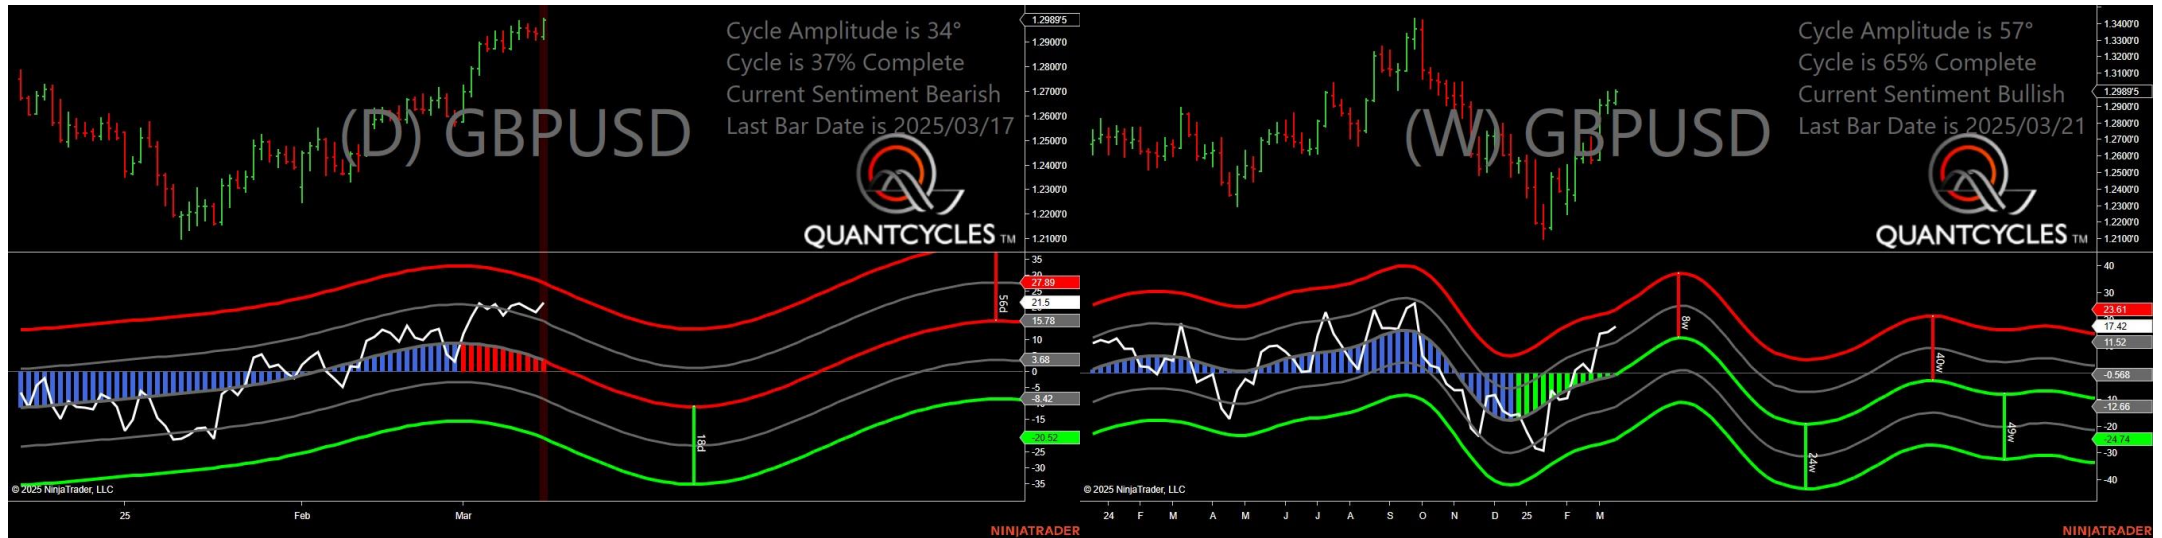 Cycle Amplitude is 34°
Cycle is 37% Complete
Current Sentiment Bearish
Last Bar Date is 2025/03/17
(D) GBPUSD
QUANTCYCLES TM
1.2989'5
1.2900'0
1.2800'0
1.2700'0
1.2600'0
1.2500'0
1.2400'0
1.2300'0
1.2200'0
1.2100'0
35
27.89
25
21.5
15.78
10
3.68
0
-5
-8.42
-15
-20.52
-25
-30
-35
56d
18d
© 2025 NinjaTrader, LLC
25 Feb Mar
NINJATRADER
Cycle Amplitude is 57°
Cycle is 65% Complete
Current Sentiment Bullish
Last Bar Date is 2025/03/21
(W) GBPUSD
QUANTCYCLES TM
1.3400'0
1.3300'0
1.3200'0
1.3100'0
1.2989'5
1.2900'0
1.2800'0
1.2700'0
1.2600'0
1.2500'0
1.2400'0
1.2300'0
1.2200'0
1.2100'0
40
30
23.61
17.42
11.52
-0.568
-12.66
-20
-24.74
-30
-40
8w
40w
24w
49w
© 2025 NinjaTrader, LLC
24 F M A M J J A S O N D 25 F M
NINJATRADER